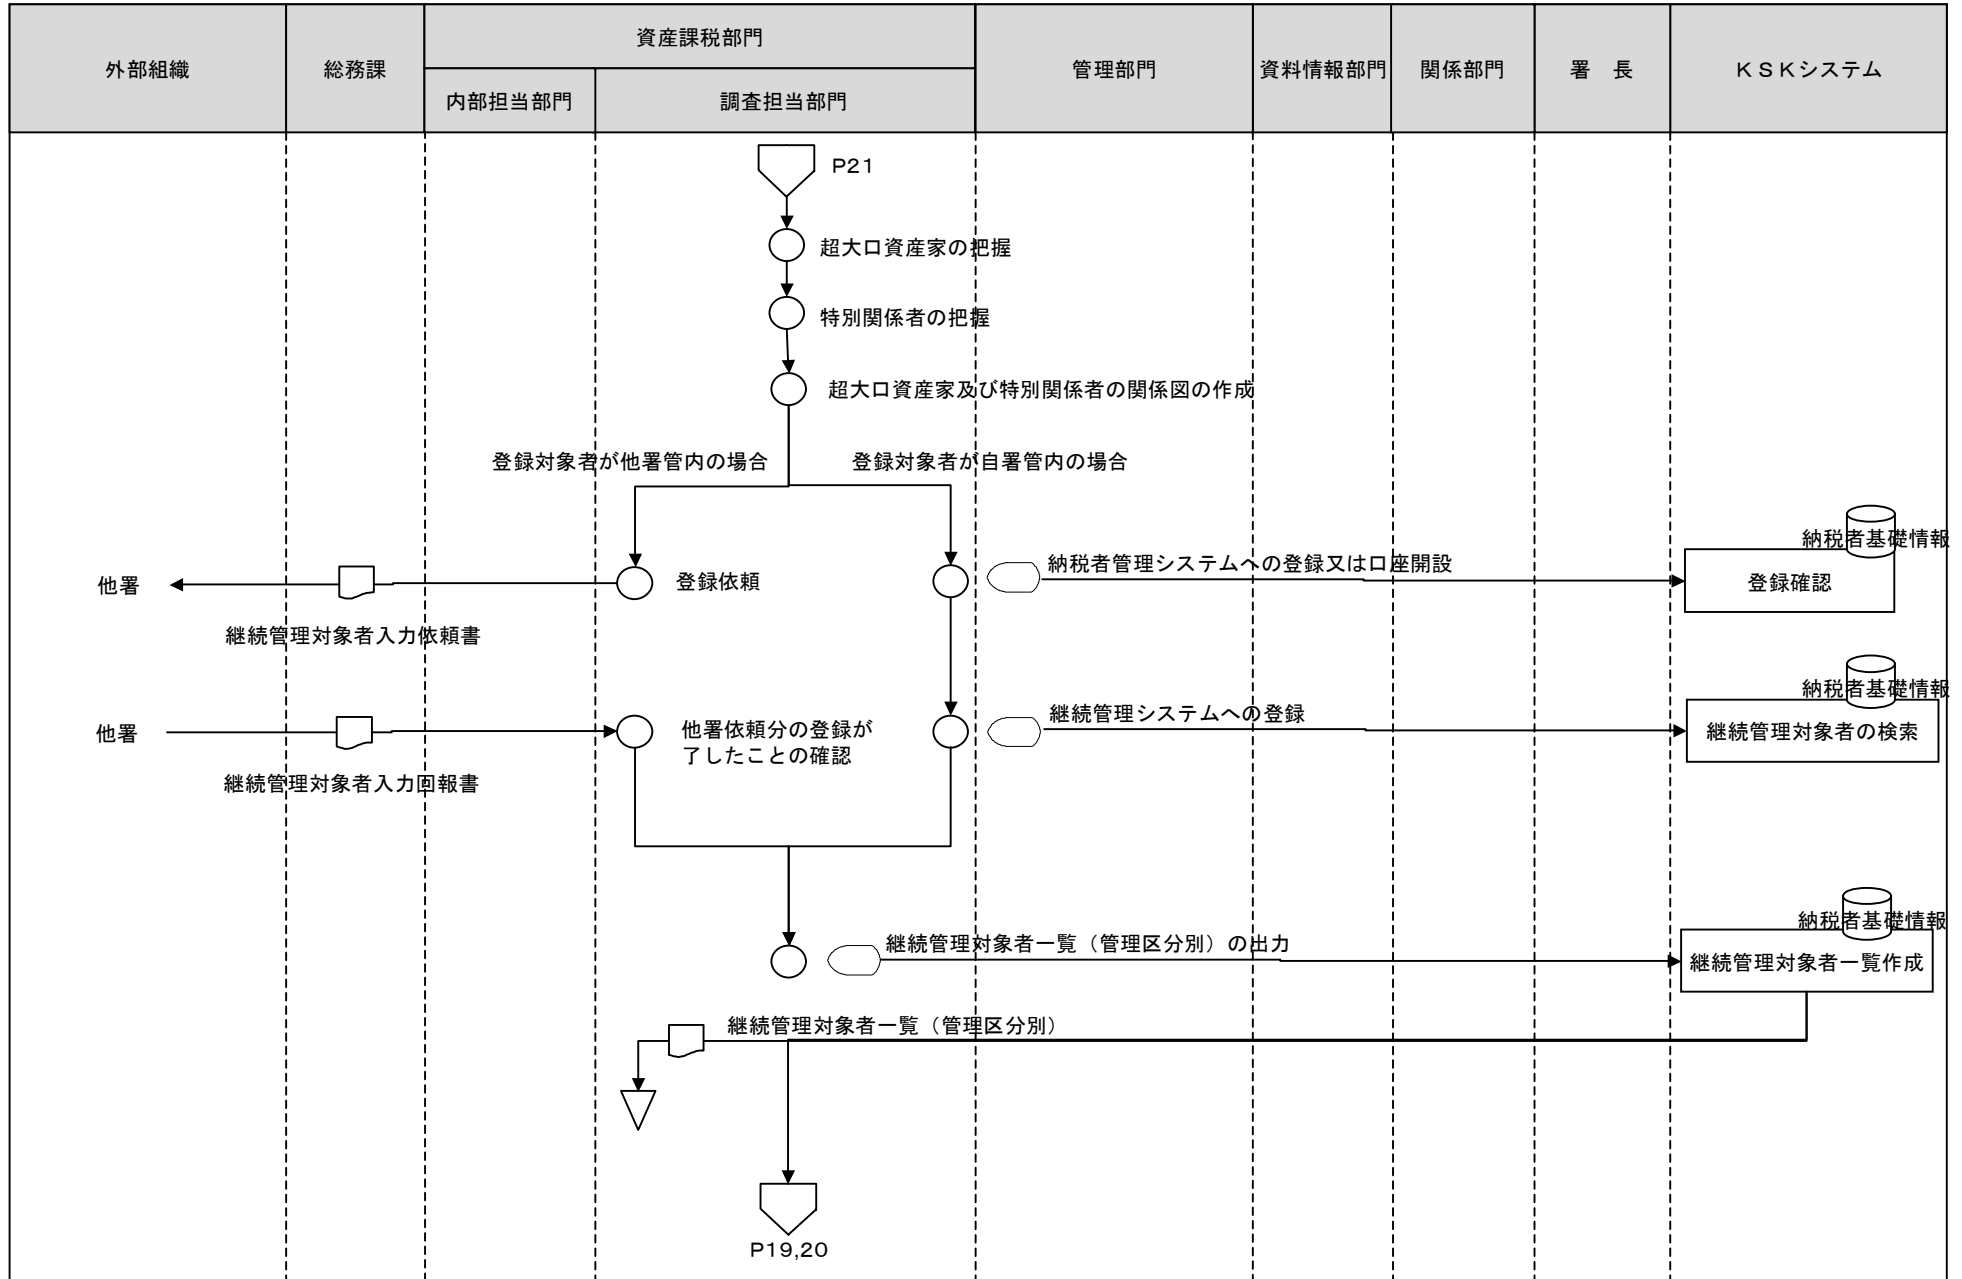 資産課税部門
外部組織
総務課
管理部門
資料情報部門
関係部門
署　長
ＫＳＫシステム
内部担当部門
調査担当部門
P21
超大口資産家の把握
特別関係者の把握
超大口資産家及び特別関係者の関係図の作成
登録対象者が他署管内の場合
登録対象者が自署管内の場合
納税者基礎情報
納税者管理システムへの登録又は口座開設
他署
登録依頼
登録確認
継続管理対象者入力依頼書
納税者基礎情報
継続管理システムへの登録
他署
他署依頼分の登録が
了したことの確認
継続管理対象者の検索
継続管理対象者入力回報書
納税者基礎情報
継続管理対象者一覧（管理区分別）の出力
継続管理対象者一覧作成
継続管理対象者一覧（管理区分別）
P19,20